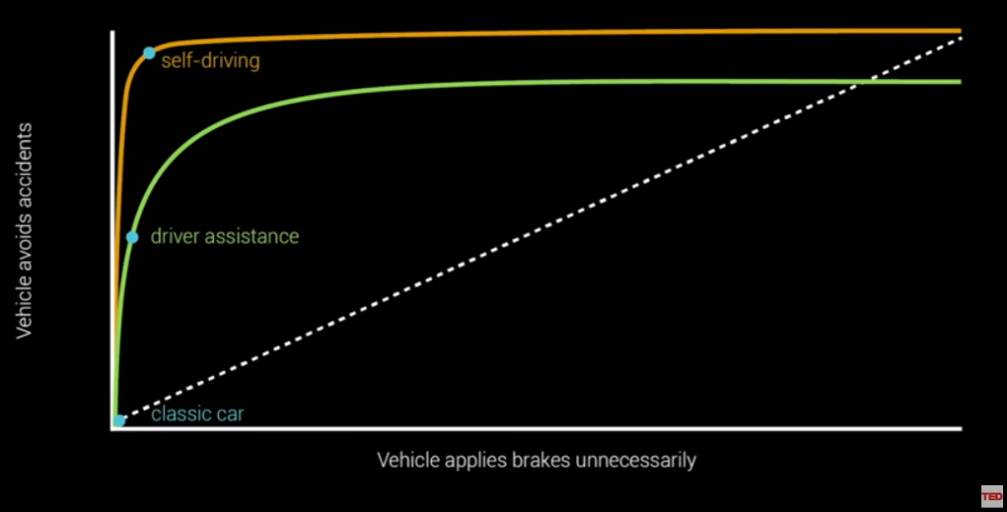 self-driving
Vehicle avoids accidents
driver assistance
classic car
Vehicle applies brakes unnecessarily
TED